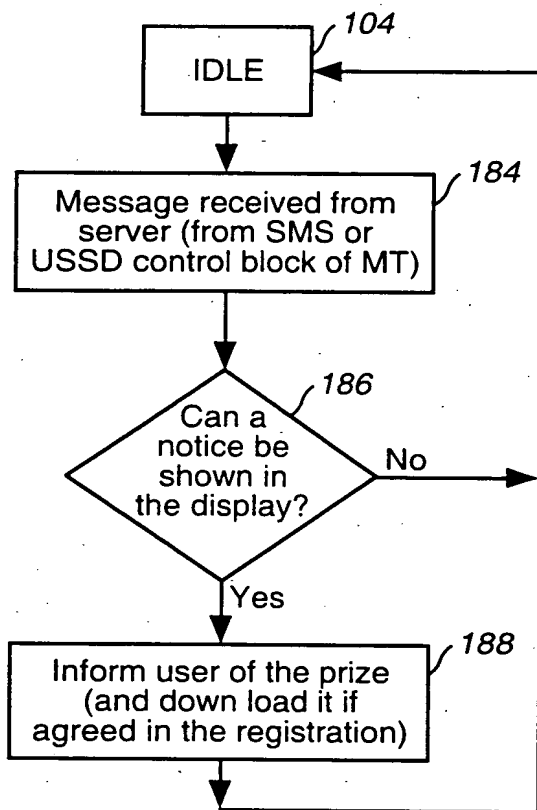 104
IDLE
184
Message received from
server (from SMS or
USSD control block of MT)
186
Can a
notice be
shown in
the display?
No
Yes
188
Inform user of the prize
(and down load it if
agreed in the registration)